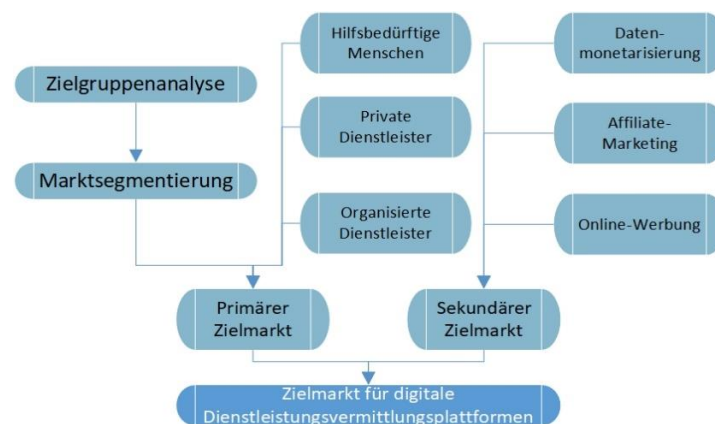 Zielgruppenanalyse
Marktsegmentierung
Hilfsbedürftige
Menschen
Private
Dienstleister
Organisierte
Dienstleister
Daten-
monetarisierung
Affiliate-
Marketing
Online-Werbung
Primärer
Zielmarkt
Sekundärer
Zielmarkt
Zielmarkt für digitale
Dienstleistungsvermittlungsplattformen